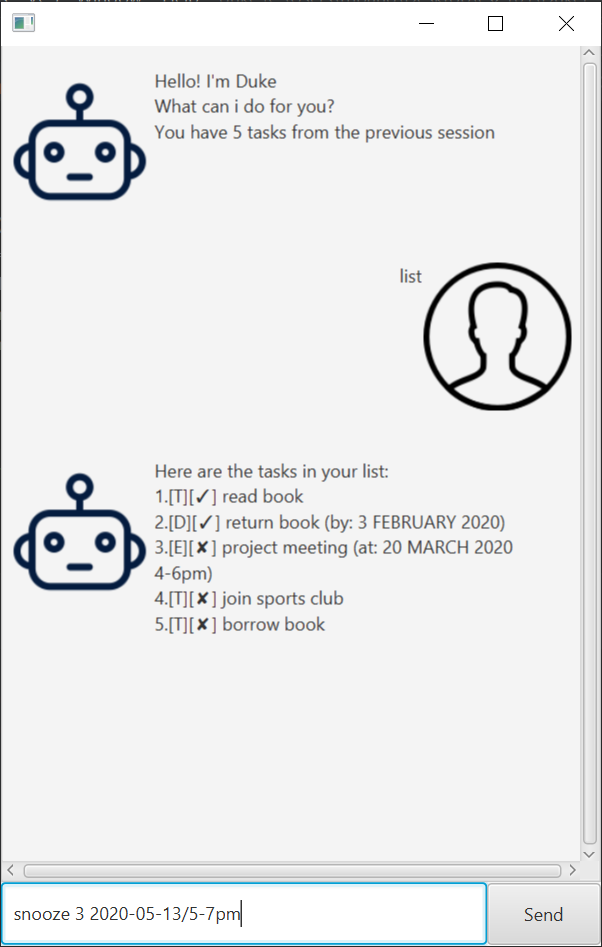 Hello! I'm Duke
What can i do for you?
You have 5 tasks from the previous session
list
Here are the tasks in your list:
1.[T][✓] read book
2.[D][✓] return book (by: 3 FEBRUARY 2020)
3.[E][✘] project meeting (at: 20 MARCH 2020
4-6pm)
4.[T][✘] join sports club
5.[T][✘] borrow book
snooze 3 2020-05-13/5-7pm
Send